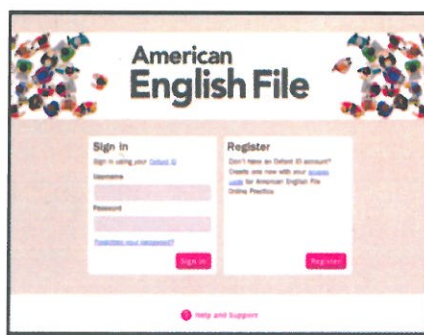 American
English File
Sign in
Sign in using your Oxford ID
Username
Password
Forgotten your password?
Sign in
Register
Don't have an Oxford ID account?
Create one now with your access
code for American English File
Online Practice
Register
? Help and Support